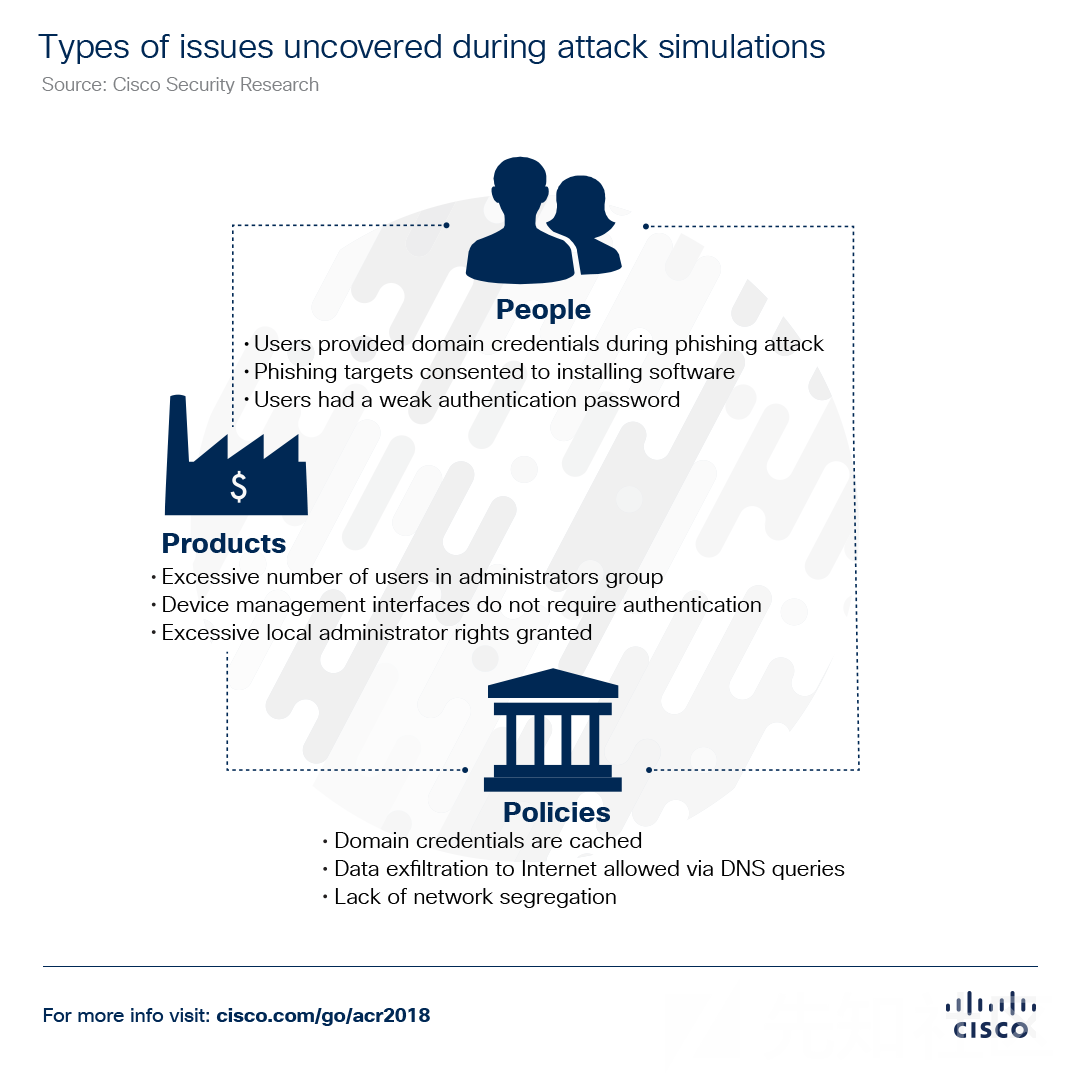 Types of issues uncovered during attack simulations
Source: Cisco Security Research
People
• Users provided domain credentials during phishing attack
• Phishing targets consented to installing software
• Users had a weak authentication password
$
Products
• Excessive number of users in administrators group
• Device management interfaces do not require authentication
• Excessive local administrator rights granted
Policies
• Domain credentials are cached
• Data exfiltration to Internet allowed via DNS queries
• Lack of network segregation
For more info visit: cisco.com/go/acr2018
CISCO